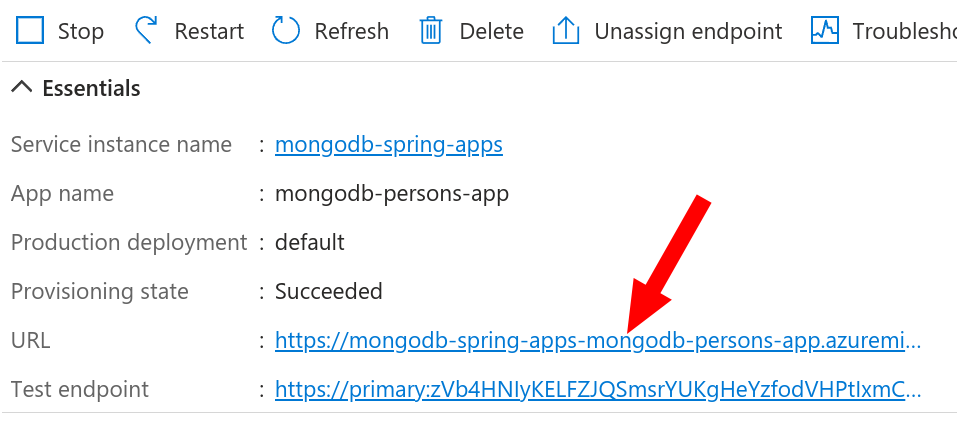 Stop Restart Refresh Delete Unassign endpoint Troublesho
Essentials
Service instance name : mongodb-spring-apps
App name : mongodb-persons-app
Production deployment : default
Provisioning state : Succeeded
URL : https://mongodb-spring-apps-mongodb-persons-app.azuremi...
Test endpoint : https://primary:zVb4HNIyKELFZJQSmsrYUKgHeYzfodVHPtIxmC...